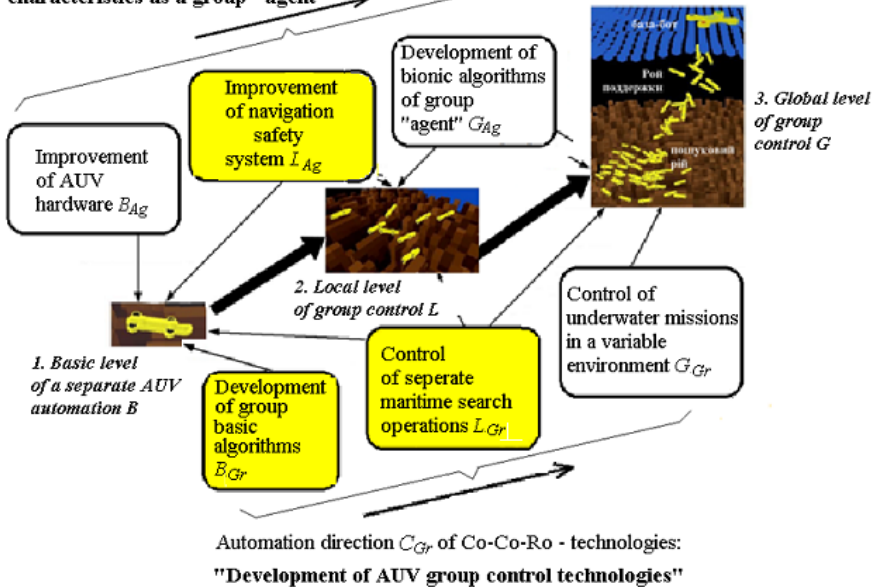 characteristics as a group "agent"
Development of
bionic algorithms
of group
"agent" G_Ag
база-бот
Рой
поддержки
пошуковий
рій
3. Global level
of group
control G
Improvement
of navigation
safety
system I_Ag
Improvement
of AUV
hardware B_Ag
2. Local level
of group control L
Control of
underwater missions
in a variable
environment G_Gr
1. Basic level
of a separate AUV
automation B
Control
of seperate
maritime search
operations L_Gr
Development
of group
basic
algorithms
B_Gr
Automation direction C_Gr of Co-Co-Ro - technologies:
"Development of AUV group control technologies"